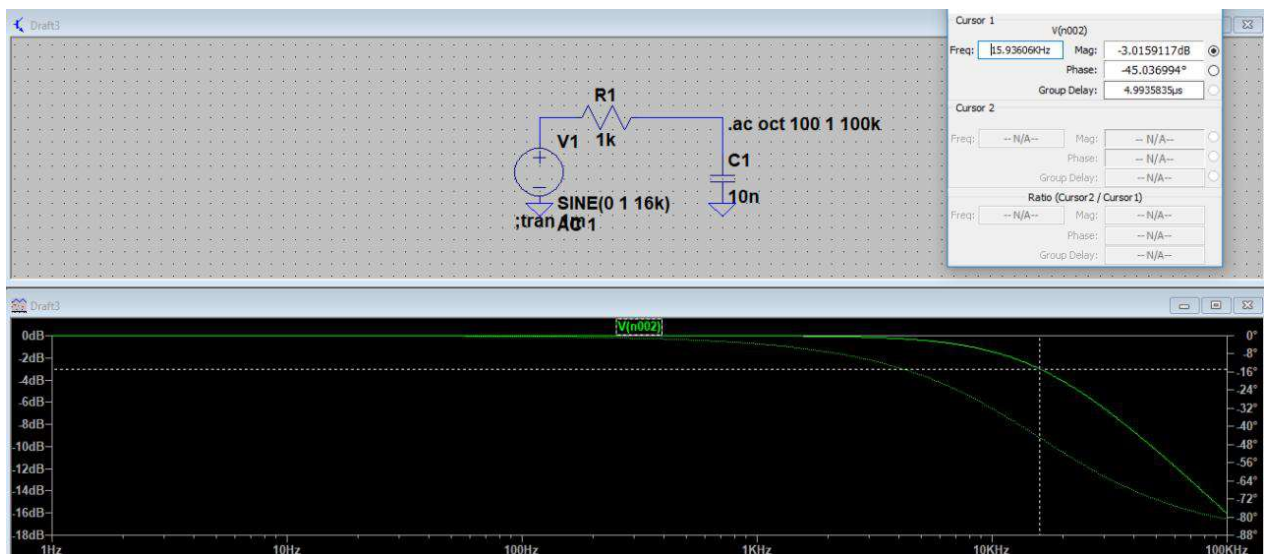 Draft3
R1
1k
V1
.ac oct 100 1 100k
C1
10n
SINE(0 1 16k)
;tran 1m
AC 1
Cursor 1
V(n002)
Freq: 15.93606KHz Mag: -3.0159117dB
Phase: -45.036994°
Group Delay: 4.9935835µs
Cursor 2
Freq: -- N/A-- Mag: -- N/A--
Phase: -- N/A--
Group Delay: -- N/A--
Ratio (Cursor2 / Cursor1)
Freq: -- N/A-- Mag: -- N/A--
Phase: -- N/A--
Group Delay: -- N/A--
Draft3
V(n002)
0dB 0°
-2dB -8°
-4dB -16°
-6dB -24°
-8dB -32°
-10dB -40°
-12dB -48°
-14dB -56°
-16dB -64°
-18dB -72°
-80°
-88°
1Hz 10Hz 100Hz 1KHz 10KHz 100KHz